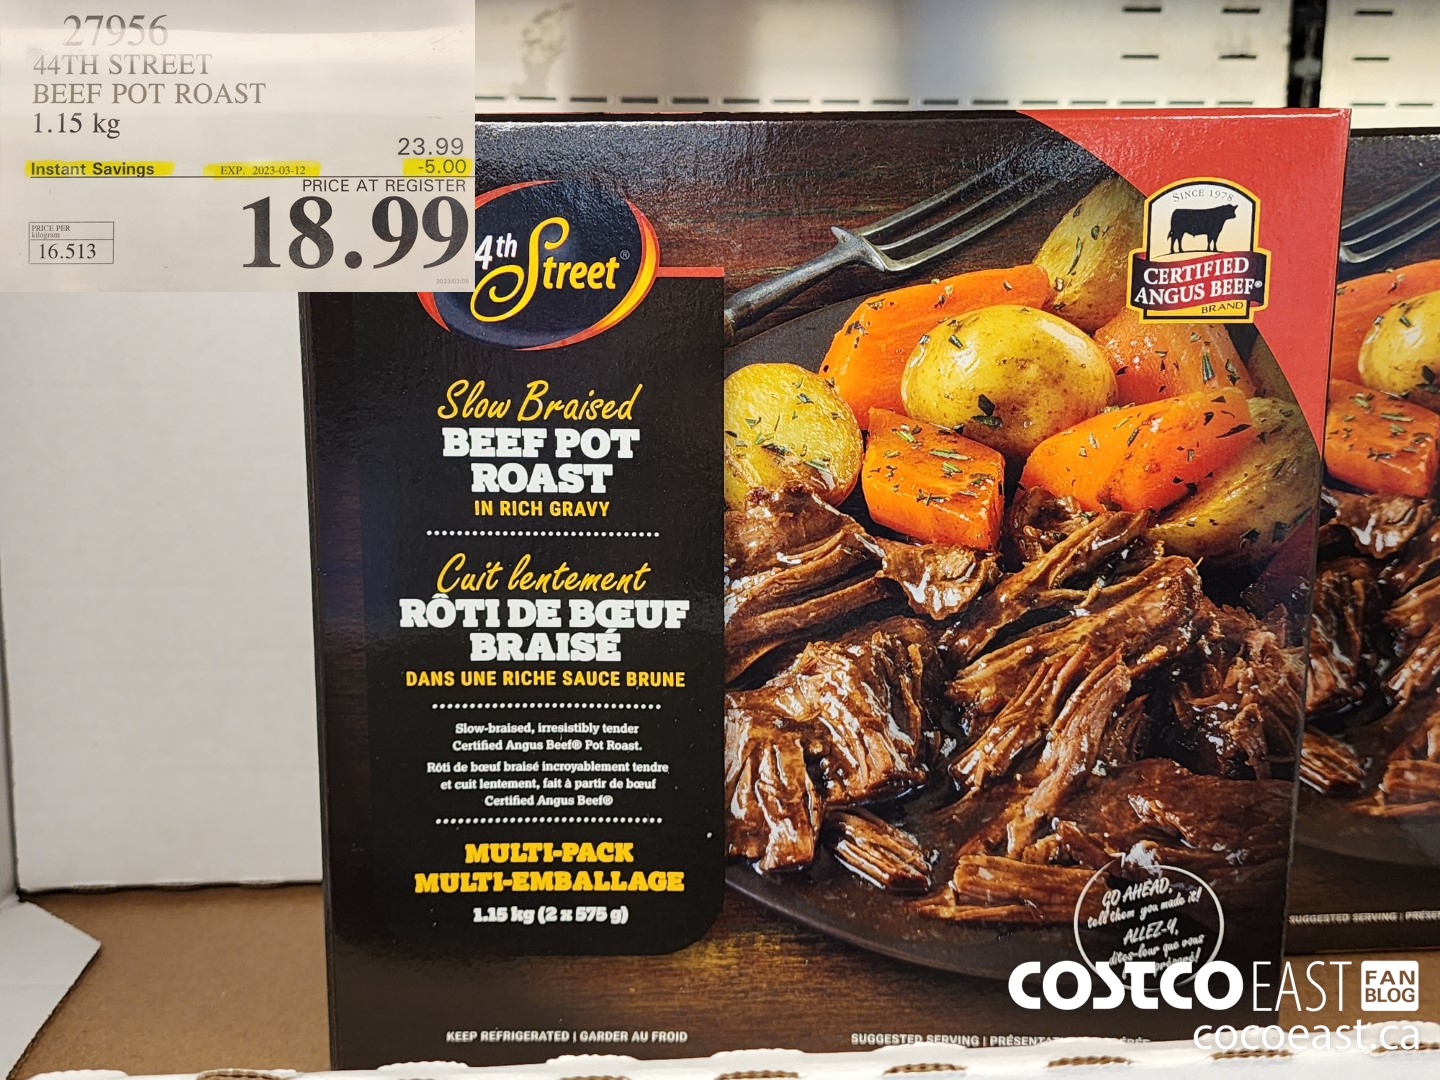 27956
44TH STREET
BEEF POT ROAST
1.15 kg
23.99
Instant Savings EXP. 2023-03-12 -5.00
PRICE AT REGISTER
18.99
PRICE PER
kilogram
16.513
4th
Street®
SINCE 1978
CERTIFIED
ANGUS BEEF®
BRAND
Slow Braised
BEEF POT
ROAST
IN RICH GRAVY
Cuit lentement
RÔTI DE BŒUF
BRAISÉ
DANS UNE RICHE SAUCE BRUNE
Slow-braised, irresistibly tender
Certified Angus Beef® Pot Roast.
Rôti de bœuf braisé incroyablement tendre
et cuit lentement, fait à partir de bœuf
Certified Angus Beef®
MULTI-PACK
MULTI-EMBALLAGE
1.15 kg (2 x 575 g)
GO AHEAD,
tell them you made it!
ALLEZ-Y,
dites-leur que vous
KEEP REFRIGERATED | GARDER AU FROID
SUGGESTED SERVING |
SUGGESTED SERVING |
COSTCO EAST FAN
BLOG
cocoeast.ca